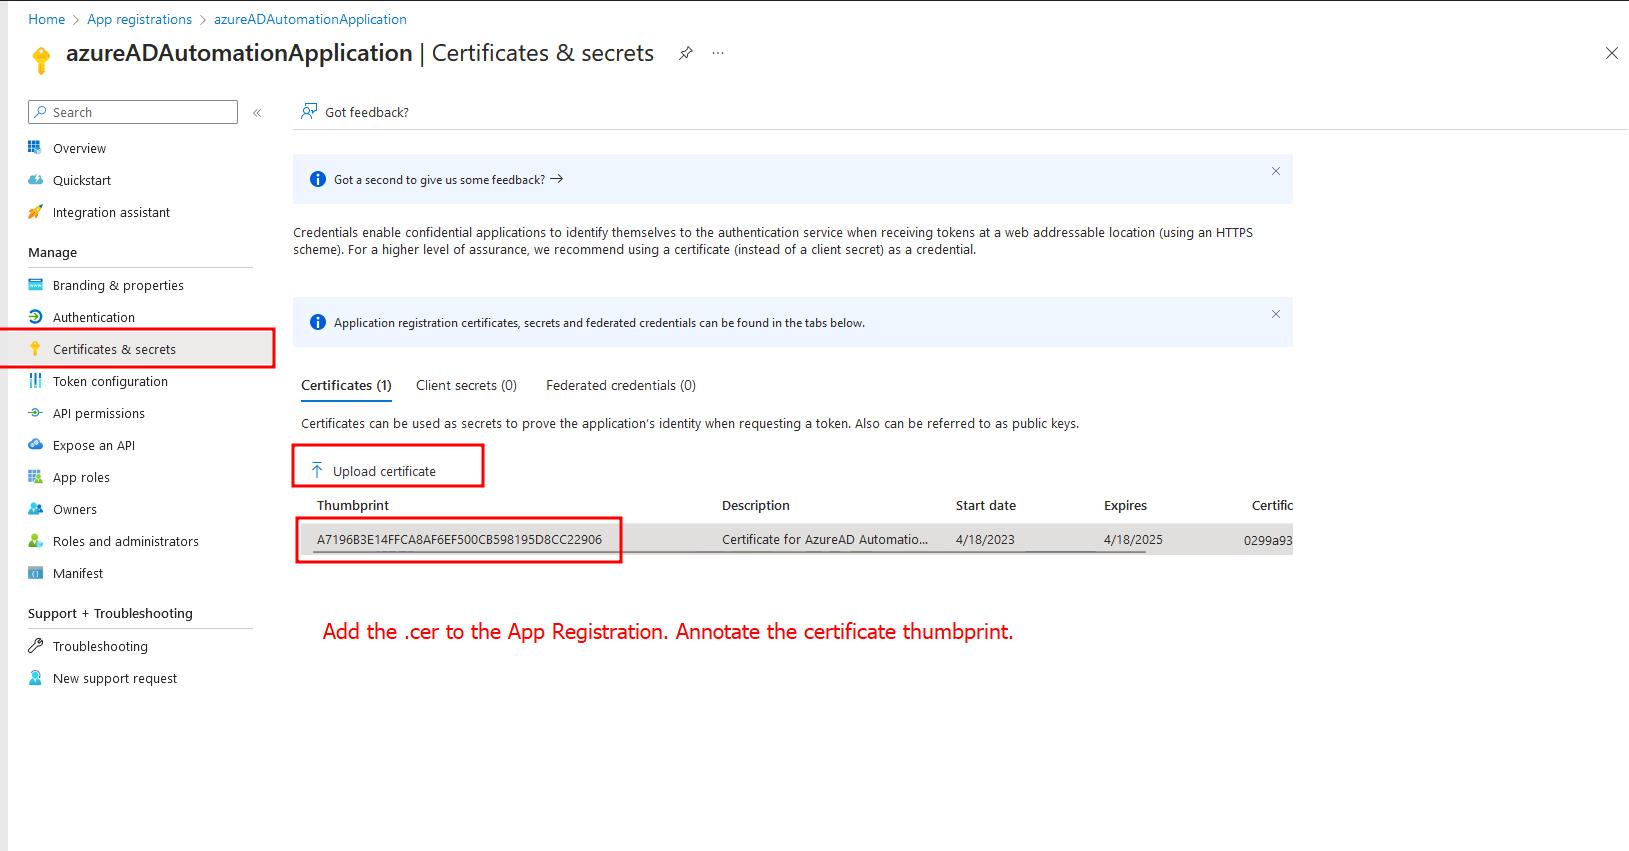 Home > App registrations > azureADAutomationApplication
azureADAutomationApplication | Certificates & secrets
Search
Overview
Quickstart
Integration assistant
Manage
Branding & properties
Authentication
Certificates & secrets
Token configuration
API permissions
Expose an API
App roles
Owners
Roles and administrators
Manifest
Support + Troubleshooting
Troubleshooting
New support request
Got feedback?
Got a second to give us some feedback?
Credentials enable confidential applications to identify themselves to the authentication service when receiving tokens at a web addressable location (using an HTTPS
scheme). For a higher level of assurance, we recommend using a certificate (instead of a client secret) as a credential.
Application registration certificates, secrets and federated credentials can be found in the tabs below.
Certificates (1) Client secrets (0) Federated credentials (0)
Certificates can be used as secrets to prove the application's identity when requesting a token. Also can be referred to as public keys.
Upload certificate
Thumbprint Description Start date Expires Certific
A7196B3E14FFCA8AF6EF500CB598195D8CC22906 Certificate for AzureAD Automatio... 4/18/2023 4/18/2025 0299a93
Add the .cer to the App Registration. Annotate the certificate thumbprint.